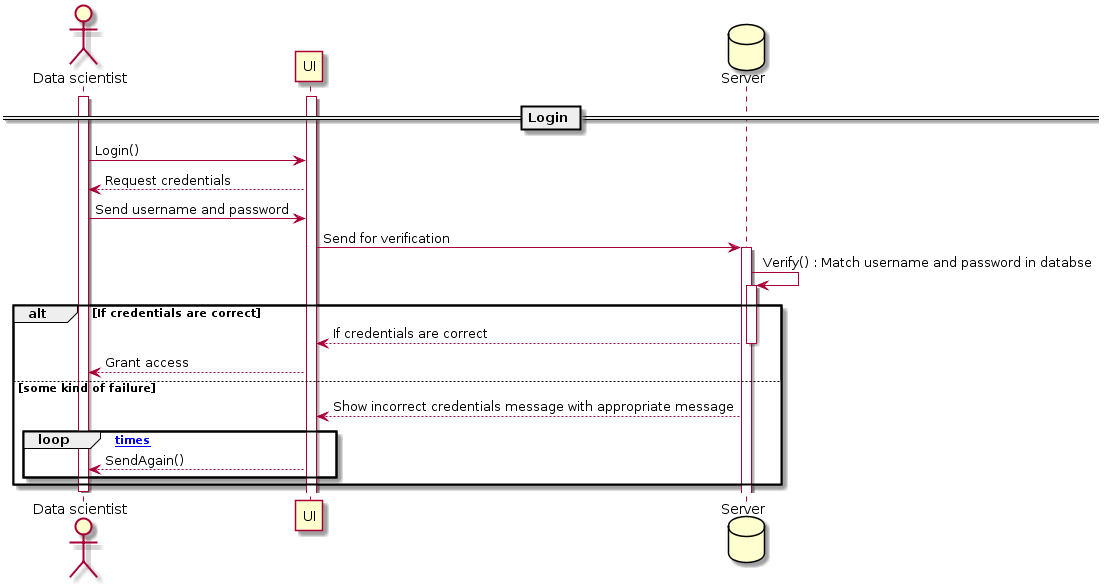 Data scientist
UI
Server
Login
Login()
Request credentials
Send username and password
Send for verification
Verify() : Match username and password in databse
alt
[If credentials are correct]
If credentials are correct
Grant access
[some kind of failure]
Show incorrect credentials message with appropriate message
loop
times
SendAgain()
Data scientist
UI
Server